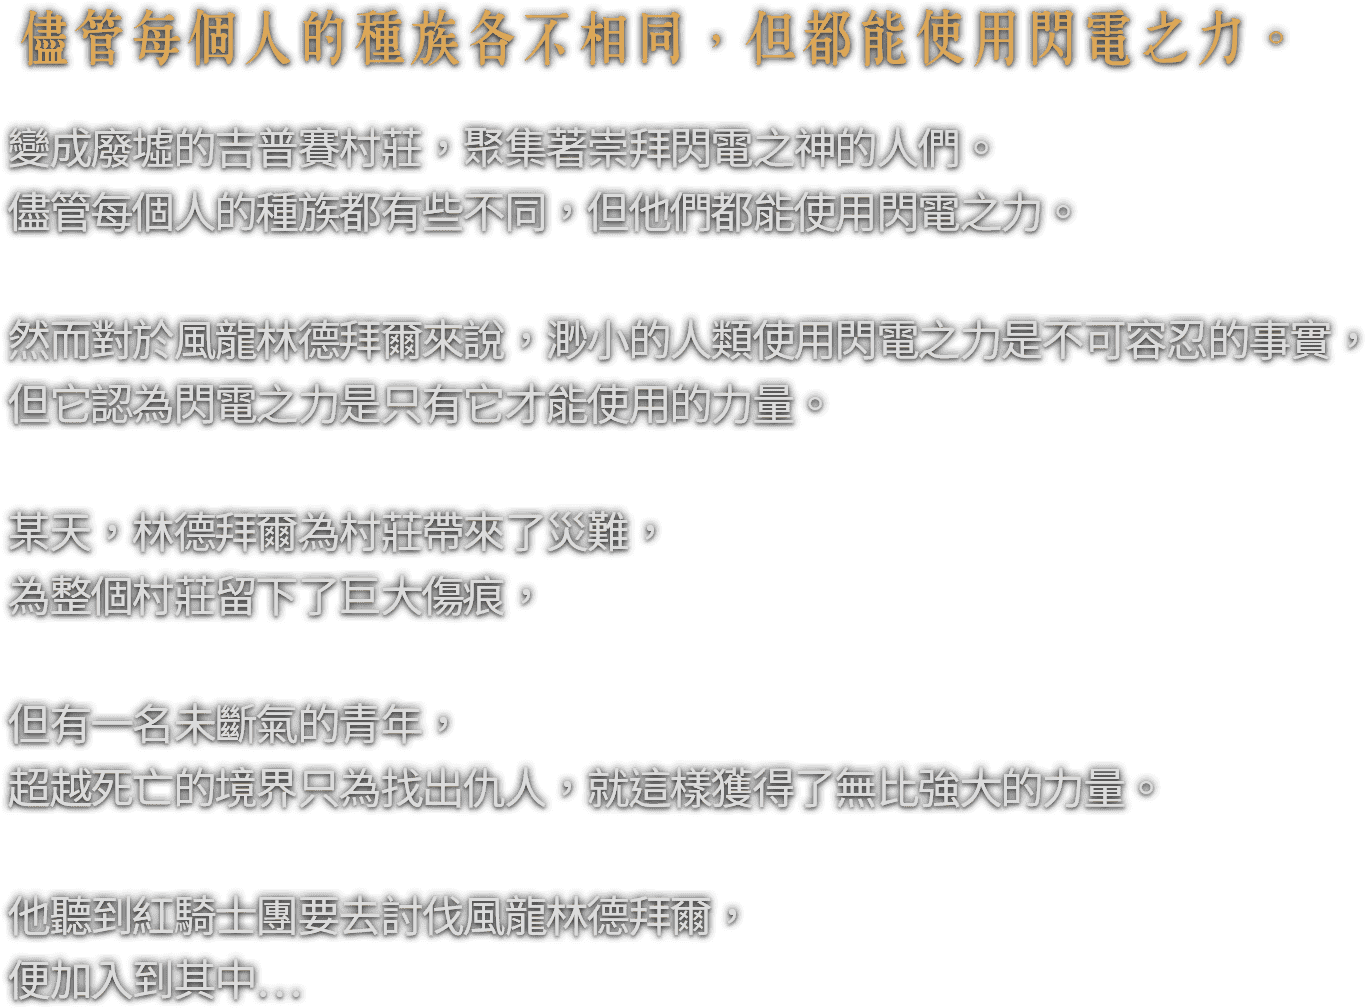 儘管每個人的種族各不相同，但都能使用閃電之力。
變成廢墟的吉普賽村莊，聚集著崇拜閃電之神的人們。
儘管每個人的種族都有些不同，但他們都能使用閃電之力。
然而對於風龍林德拜爾來說，渺小的人類使用閃電之力是不可容忍的事實，
但它認為閃電之力是只有它才能使用的力量。
某天，林德拜爾為村莊帶來了災難，
為整個村莊留下了巨大傷痕，
但有一名未斷氣的青年，
超越死亡的境界只為找出仇人，就這樣獲得了無比強大的力量。
他聽到紅騎士團要去討伐風龍林德拜爾，
便加入到其中...